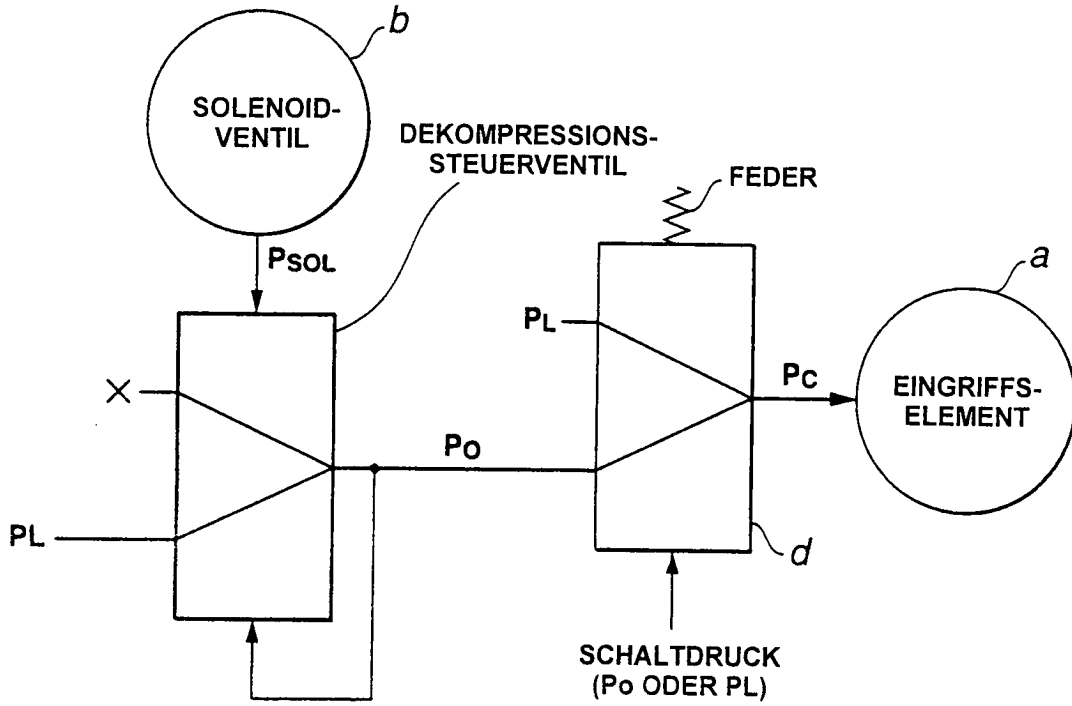 b
SOLENOID-
VENTIL
DEKOMPRESSIONS-
STEUERVENTIL
FEDER
PSOL
a
PL
PC
EINGRIFFS-
ELEMENT
PO
PL
d
SCHALTDRUCK
(PO ODER PL)